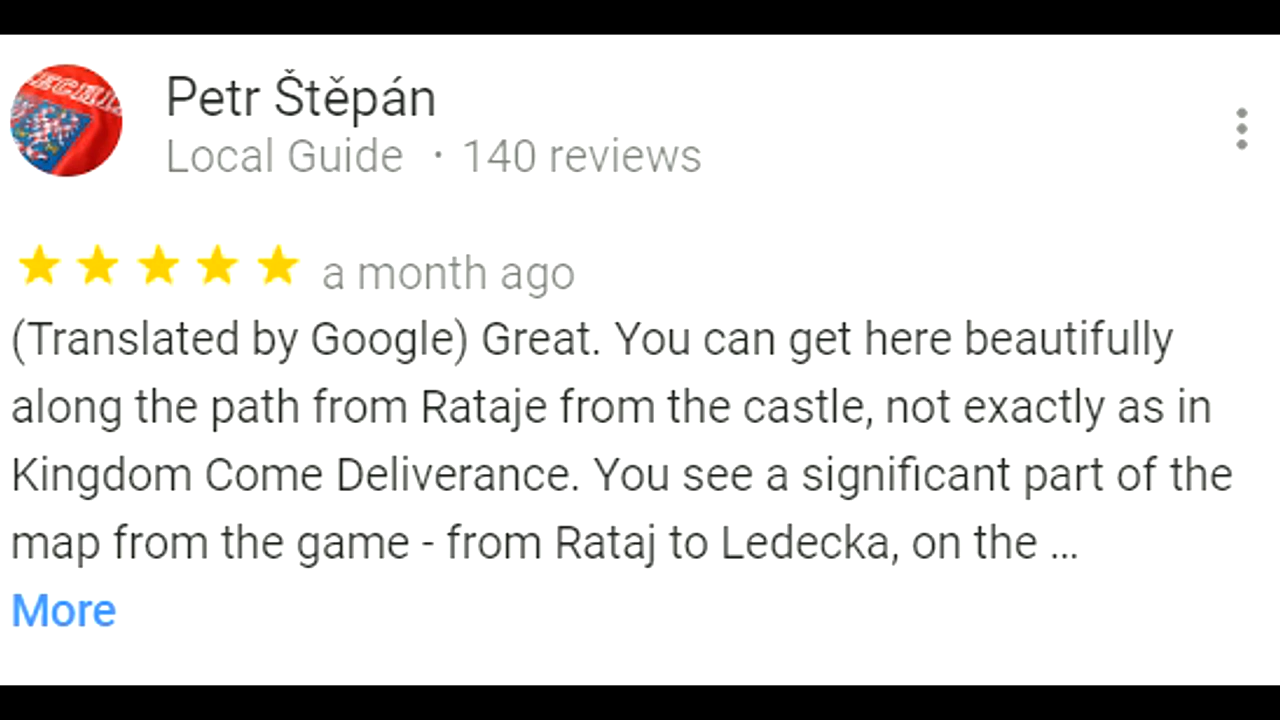 Petr Štěpán
Local Guide · 140 reviews
a month ago
(Translated by Google) Great. You can get here beautifully
along the path from Rataje from the castle, not exactly as in
Kingdom Come Deliverance. You see a significant part of the
map from the game - from Rataj to Ledecka, on the ...
More